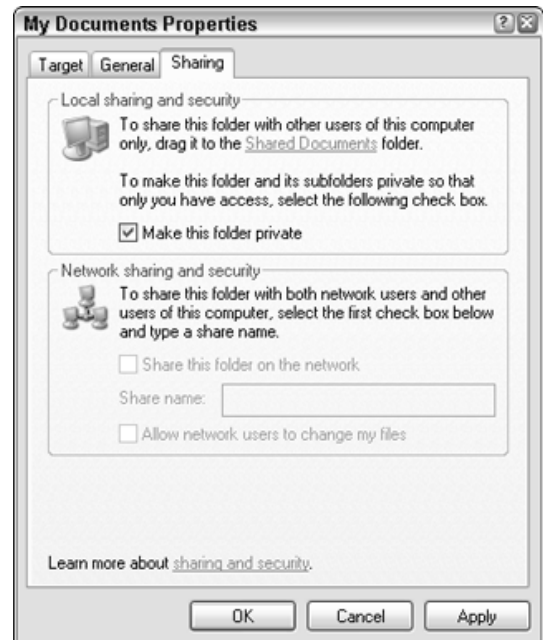 My Documents Properties
Target General Sharing
Local sharing and security
To share this folder with other users of this computer
only, drag it to the Shared Documents folder.
To make this folder and its subfolders private so that
only you have access, select the following check box.
Make this folder private
Network sharing and security
To share this folder with both network users and other
users of this computer, select the first check box below
and type a share name.
Share this folder on the network
Share name:
Allow network users to change my files
Learn more about sharing and security.
OK Cancel Apply